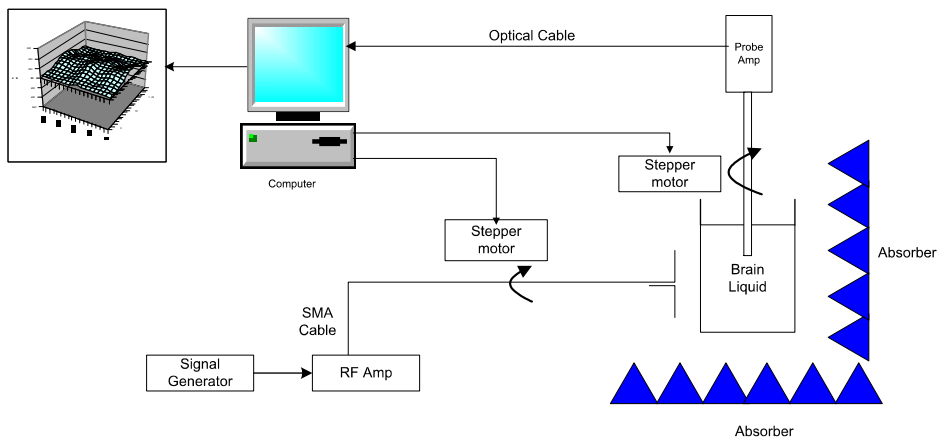 Optical Cable
Probe
Amp
Computer
Stepper
motor
Stepper
motor
Brain
Liquid
Absorber
SMA
Cable
Signal
Generator
RF Amp
Absorber